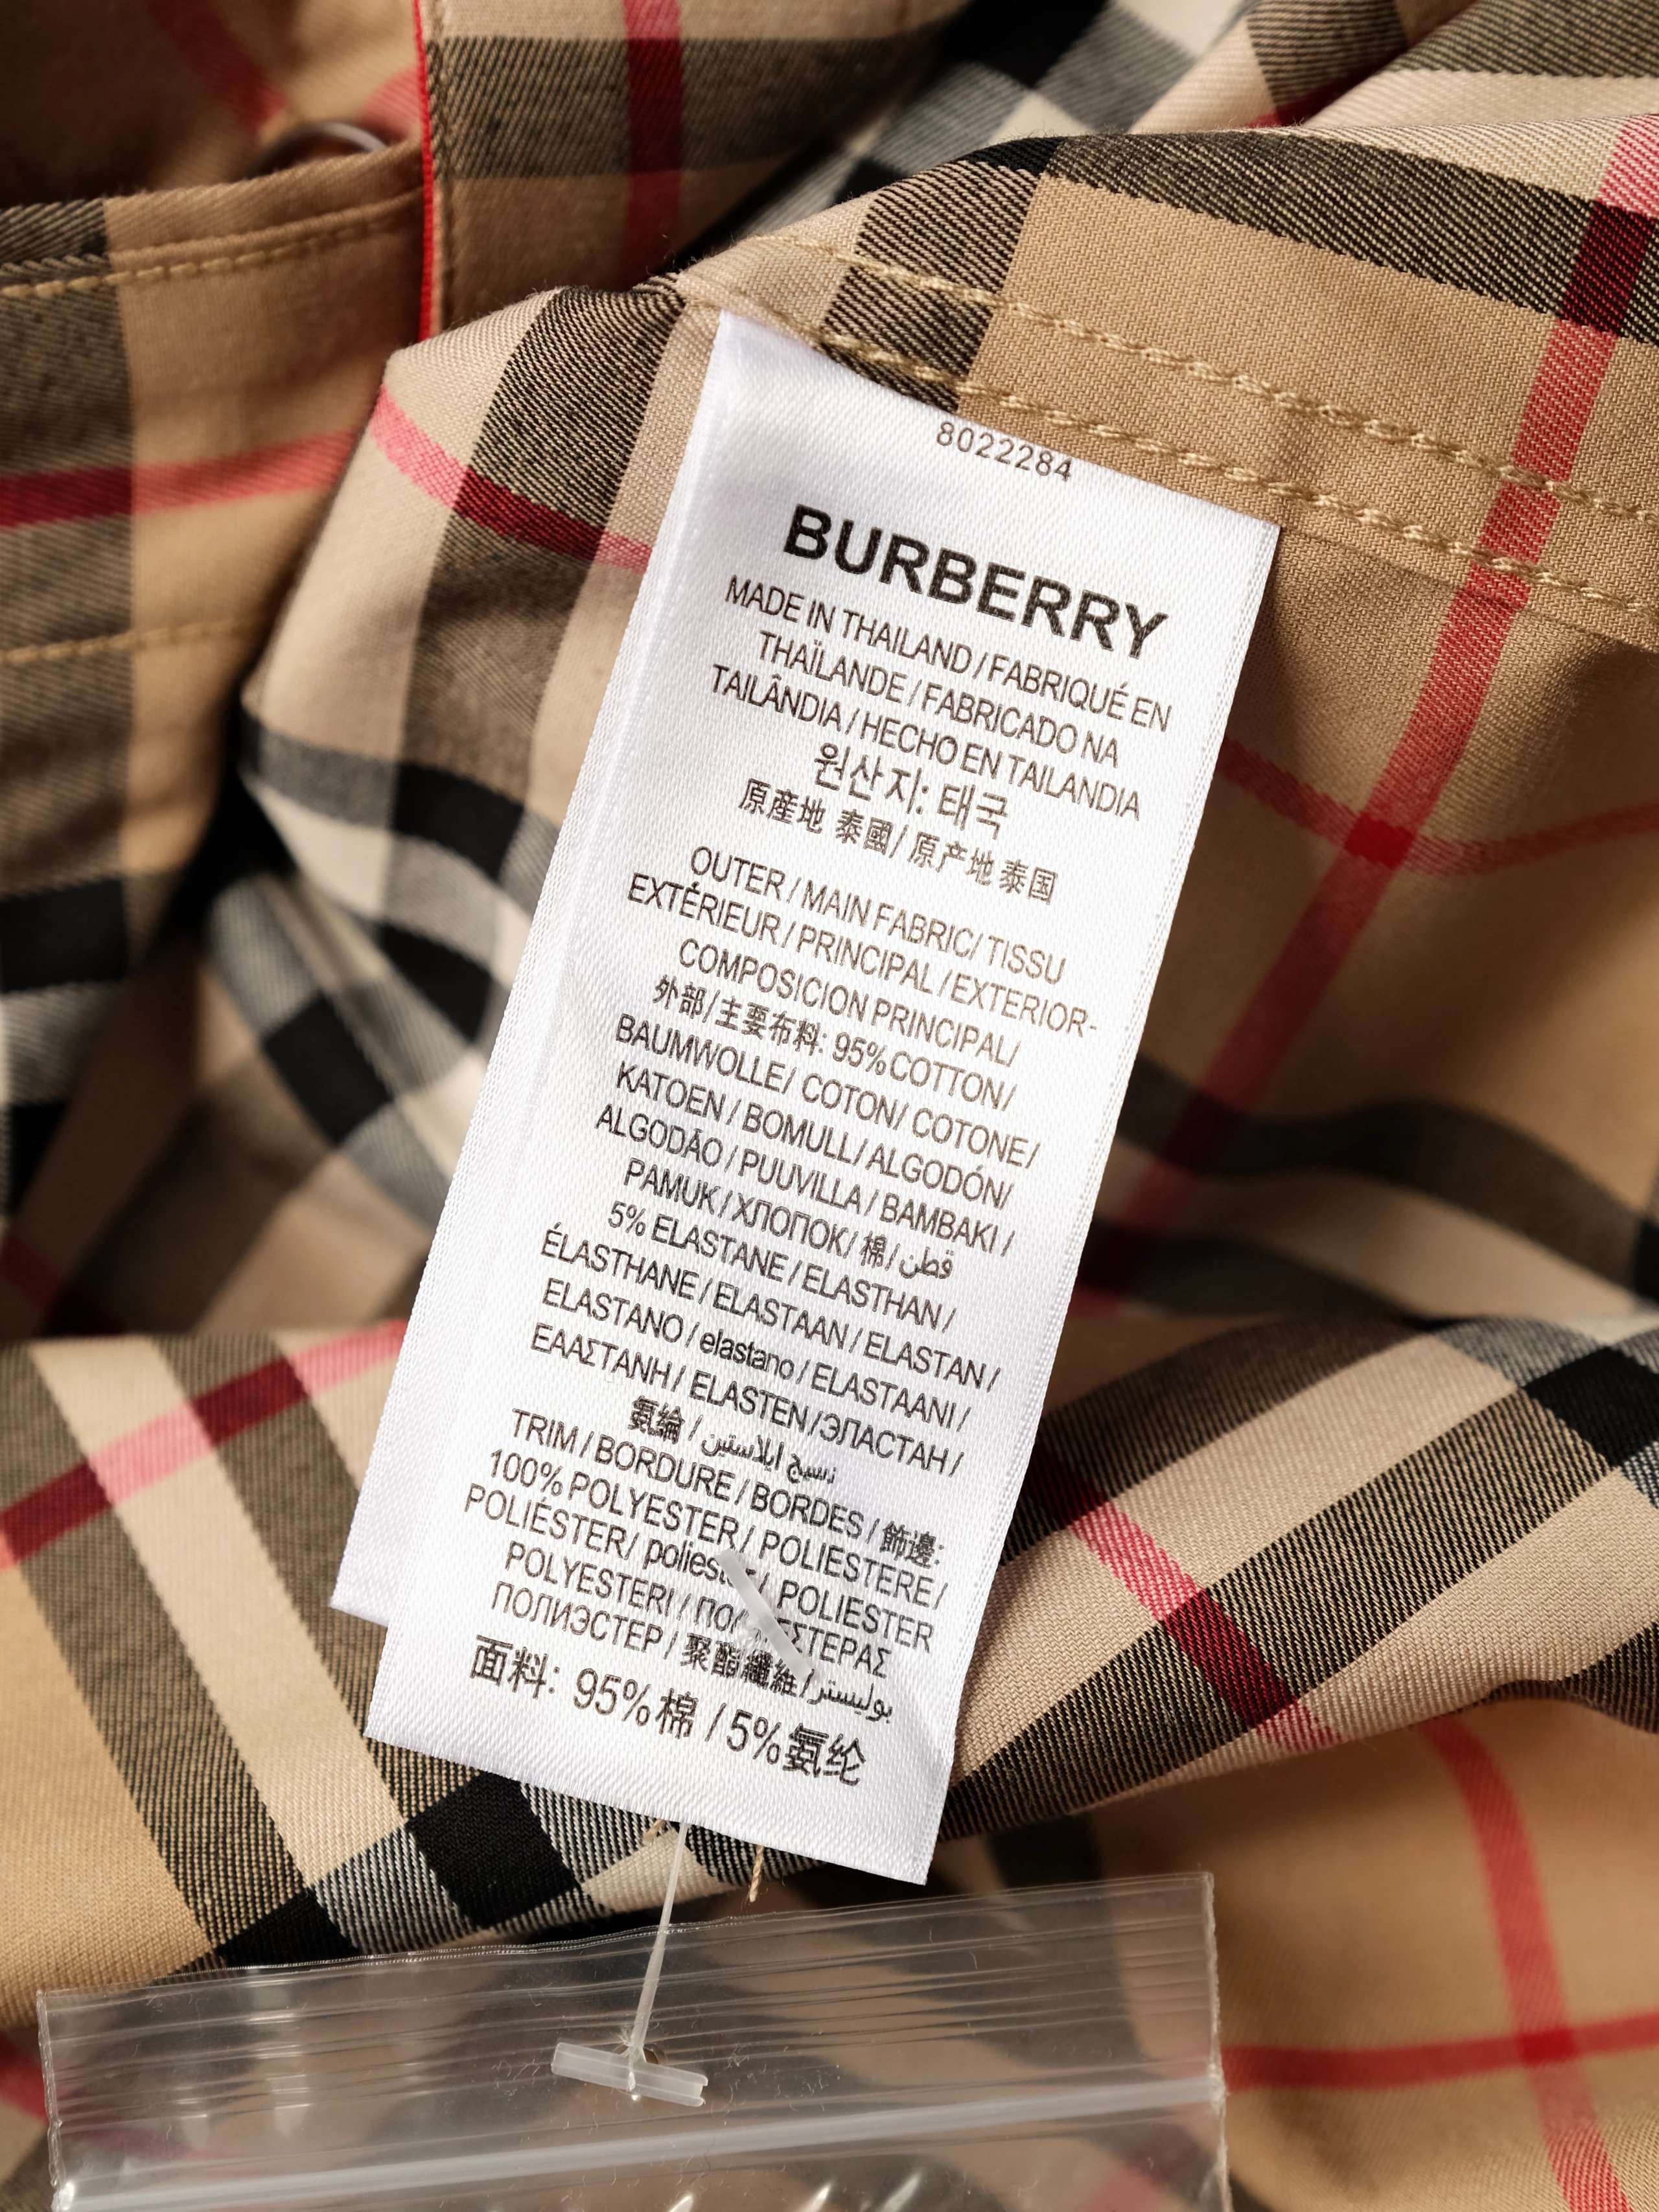 8022284
BURBERRY
MADE IN THAILAND / FABRIQUÉ EN
THAÏLANDE / FABRICADO NA
TAILÂNDIA / HECHO EN TAILANDIA
원산지: 태국
原産地 泰國/ 原产地 泰国
OUTER / MAIN FABRIC/ TISSU
EXTÉRIEUR / PRINCIPAL / EXTERIOR-
COMPOSICION PRINCIPAL/
外部/主要布料: 95% COTTON/
BAUMWOLLE/ COTON/ COTONE/
KATOEN / BOMULL/ ALGODÓN/
ALGODÃO / PUUVILLA / BAMBAKI /
PAMUK / ХЛОПОК/ 棉/ قطن
5% ELASTANE / ELASTHAN /
ÉLASTHANE / ELASTAAN / ELASTAN /
ELASTANO / elastano / ELASTAANI /
ΕΛΑΣΤΑΝΗ / ELASTEN /ЭЛАСТАН /
氨纶 / نسيج ايلاستين
TRIM / BORDURE / BORDES / 飾邊:
100% POLYESTER / POLIESTERE /
POLIÉSTER/ / POLIESTER
POLYESTERI /
ПОЛИЭСТЕР / 聚酯纖維 / بوليستر
面料: 95% 棉 / 5% 氨纶